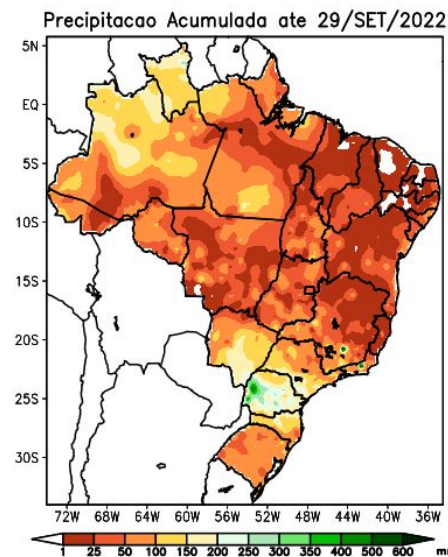 Precipitacao Acumulada ate 29/SET/2022
5N
EQ
5S
10S
15S
20S
25S
30S
72W 68W 64W 60W 56W 52W 48W 44W 40W 36W
1 25 50 100 150 200 250 300 350 400 500 600